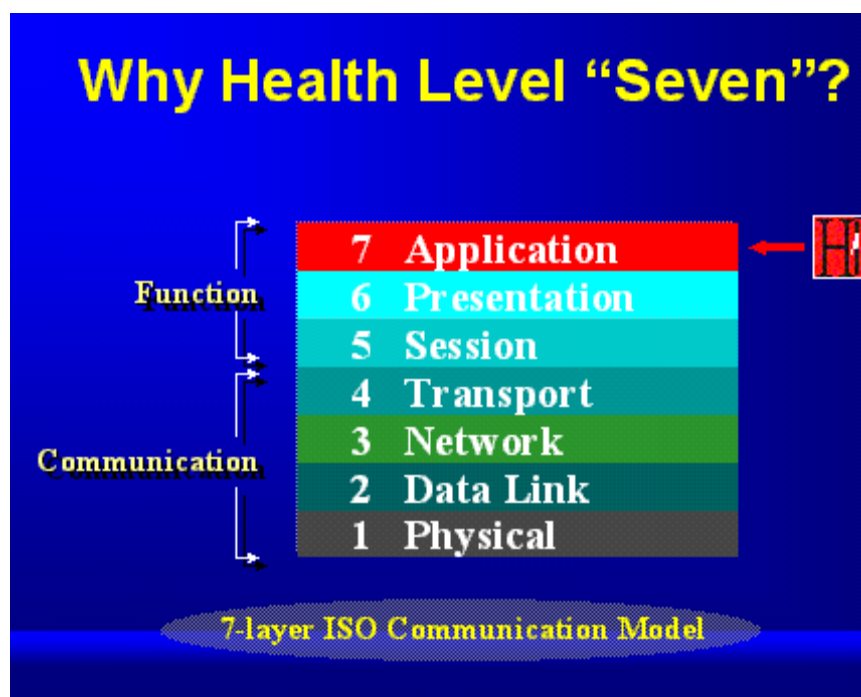 Why Health Level “Seven”?
Function
Communication
7 Application
6 Presentation
5 Session
4 Transport
3 Network
2 Data Link
1 Physical
7-layer ISO Communication Model